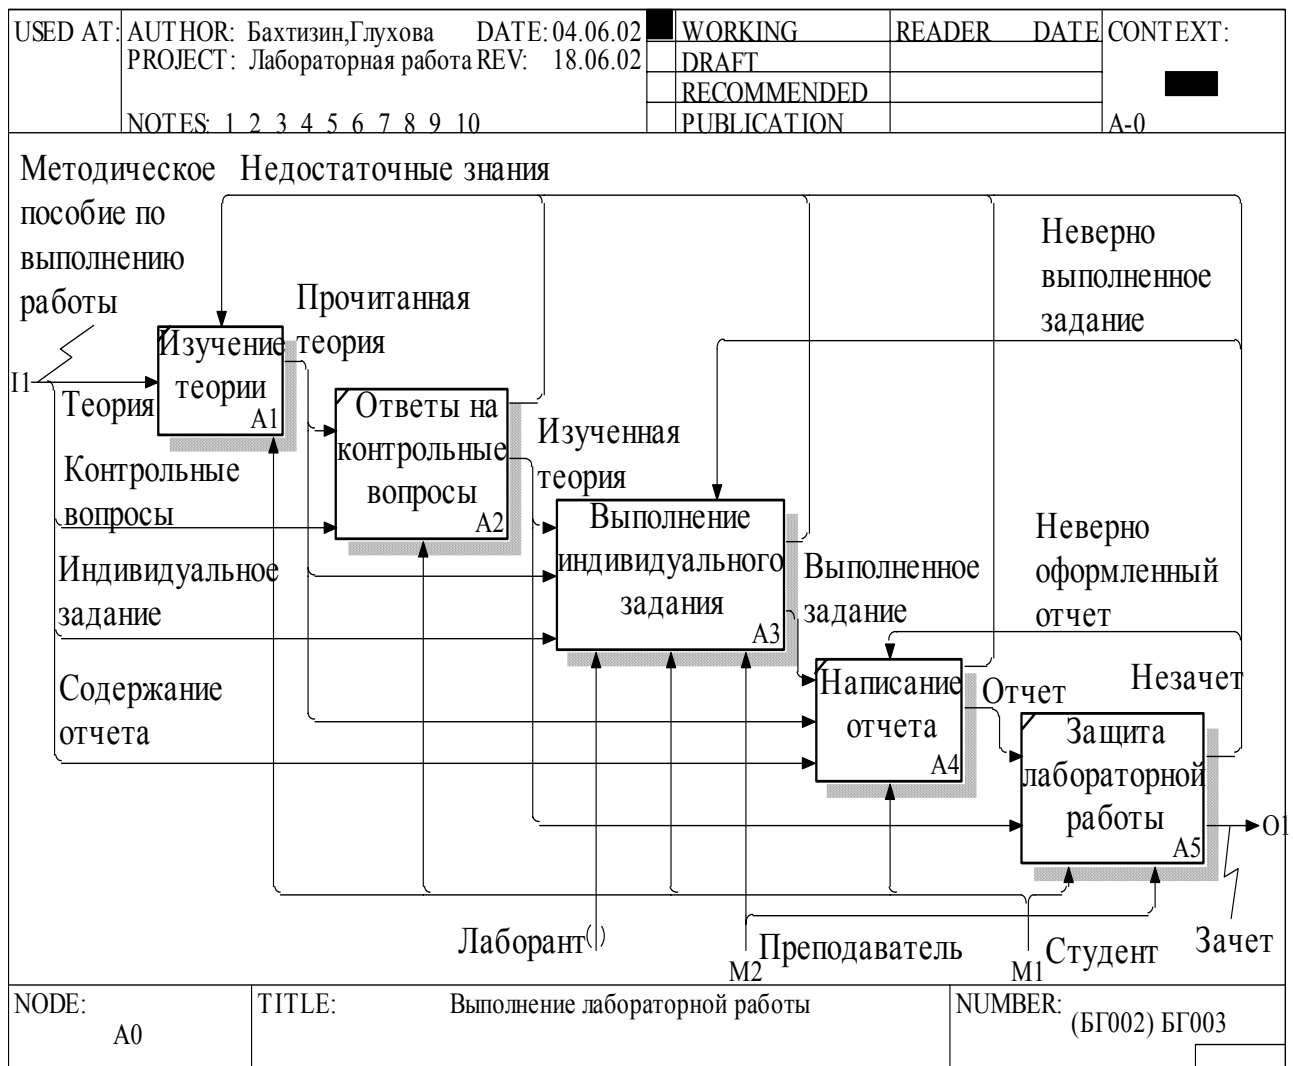 USED AT: AUTHOR: Бахтизин,Глухова DATE: 04.06.02 WORKING READER DATE CONTEXT:
PROJECT: Лабораторная работа REV: 18.06.02 DRAFT
RECOMMENDED
NOTES: 1 2 3 4 5 6 7 8 9 10 PUBLICATION A-0
Методическое
пособие по
выполнению
работы
Недостаточные знания
Неверно
выполненное
задание
Прочитанная
теория
Изучение
теории
A1
I1
Теория
Ответы на
контрольные
вопросы
A2
Контрольные
вопросы
Изученная
теория
Выполнение
индивидуального
задания
A3
Индивидуальное
задание
Выполненное
задание
Неверно
оформленный
отчет
Содержание
отчета
Написание
отчета
A4
Отчет
Незачет
Защита
лабораторной
работы
A5
O1
Лаборант()
M2
Преподаватель
M1
Студент
Зачет
NODE: TITLE: Выполнение лабораторной работы NUMBER:
A0 (БГ002) БГ003